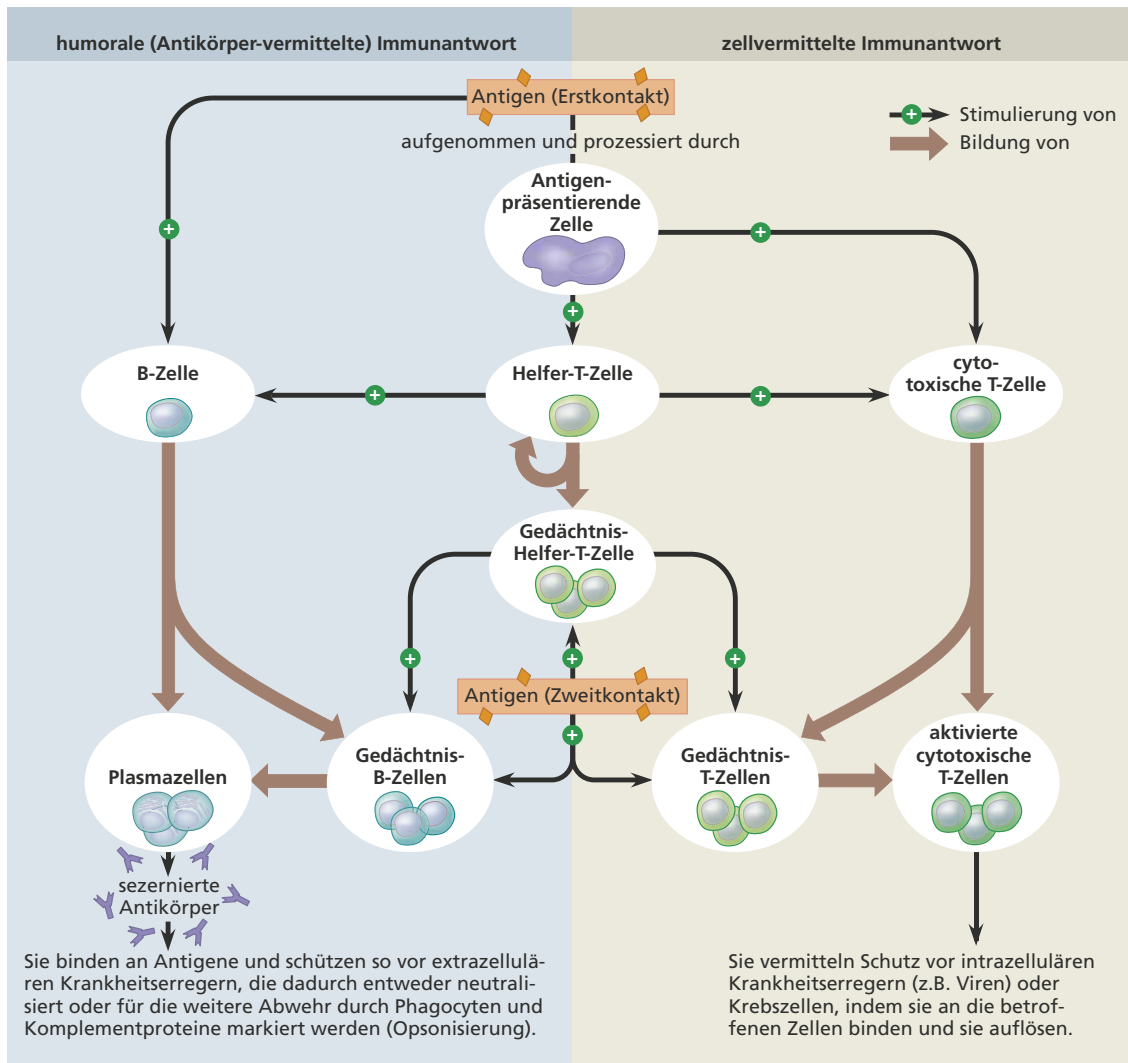 humorale (Antikörper-vermittelte) Immunantwort
zellvermittelte Immunantwort
Antigen (Erstkontakt)
Stimulierung von
Bildung von
aufgenommen und prozessiert durch
Antigen-
präsentierende
Zelle
B-Zelle
Helfer-T-Zelle
cyto-
toxische T-Zelle
Gedächtnis-
Helfer-T-Zelle
Antigen (Zweitkontakt)
Plasmazellen
Gedächtnis-
B-Zellen
Gedächtnis-
T-Zellen
aktivierte
cytotoxische
T-Zellen
sezernierte
Antikörper
Sie binden an Antigene und schützen so vor extrazellulä-
ren Krankheitserregern, die dadurch entweder neutrali-
siert oder für die weitere Abwehr durch Phagocyten und
Komplementproteine markiert werden (Opsonisierung).
Sie vermitteln Schutz vor intrazellulären
Krankheitserregern (z.B. Viren) oder
Krebszellen, indem sie an die betrof-
fenen Zellen binden und sie auflösen.